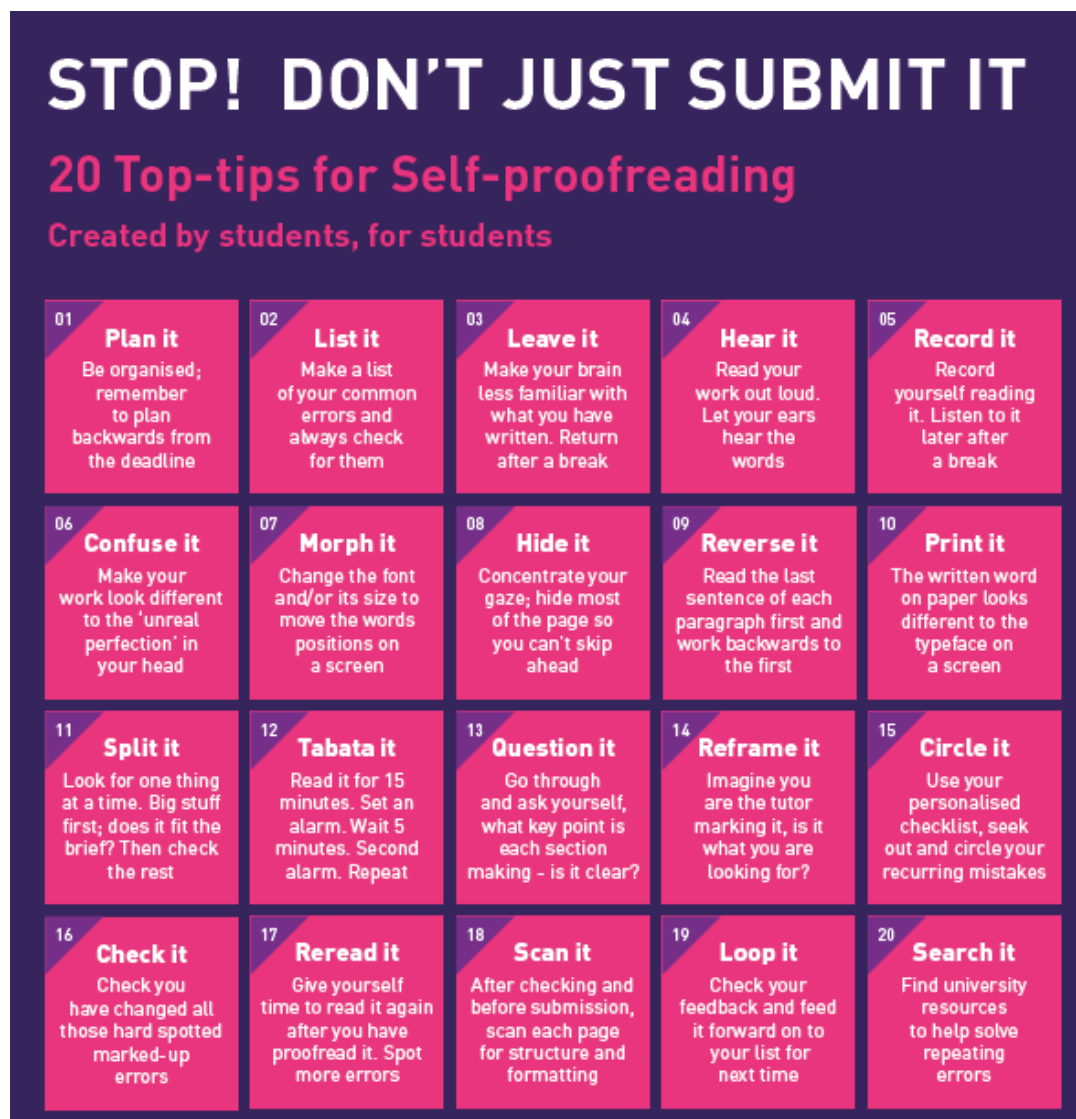 STOP! DON'T JUST SUBMIT IT
20 Top-tips for Self-proofreading
Created by students, for students
01
Plan it
Be organised;
remember
to plan
backwards from
the deadline
02
List it
Make a list
of your common
errors and
always check
for them
03
Leave it
Make your brain
less familiar with
what you have
written. Return
after a break
04
Hear it
Read your
work out loud.
Let your ears
hear the
words
05
Record it
Record
yourself reading
it. Listen to it
later after
a break
06
Confuse it
Make your
work look different
to the 'unreal
perfection' in
your head
07
Morph it
Change the font
and/or its size to
move the words
positions on
a screen
08
Hide it
Concentrate your
gaze; hide most
of the page so
you can't skip
ahead
09
Reverse it
Read the last
sentence of each
paragraph first and
work backwards to
the first
10
Print it
The written word
on paper looks
different to the
typeface on
a screen
11
Split it
Look for one thing
at a time. Big stuff
first; does it fit the
brief? Then check
the rest
12
Tabata it
Read it for 15
minutes. Set an
alarm. Wait 5
minutes. Second
alarm. Repeat
13
Question it
Go through
and ask yourself,
what key point is
each section
making - is it clear?
14
Reframe it
Imagine you
are the tutor
marking it, is it
what you are
looking for?
15
Circle it
Use your
personalised
checklist, seek
out and circle your
recurring mistakes
16
Check it
Check you
have changed all
those hard spotted
marked-up
errors
17
Reread it
Give yourself
time to read it again
after you have
proofread it. Spot
more errors
18
Scan it
After checking and
before submission,
scan each page
for structure and
formatting
19
Loop it
Check your
feedback and feed
it forward on to
your list for
next time
20
Search it
Find university
resources
to help solve
repeating
errors